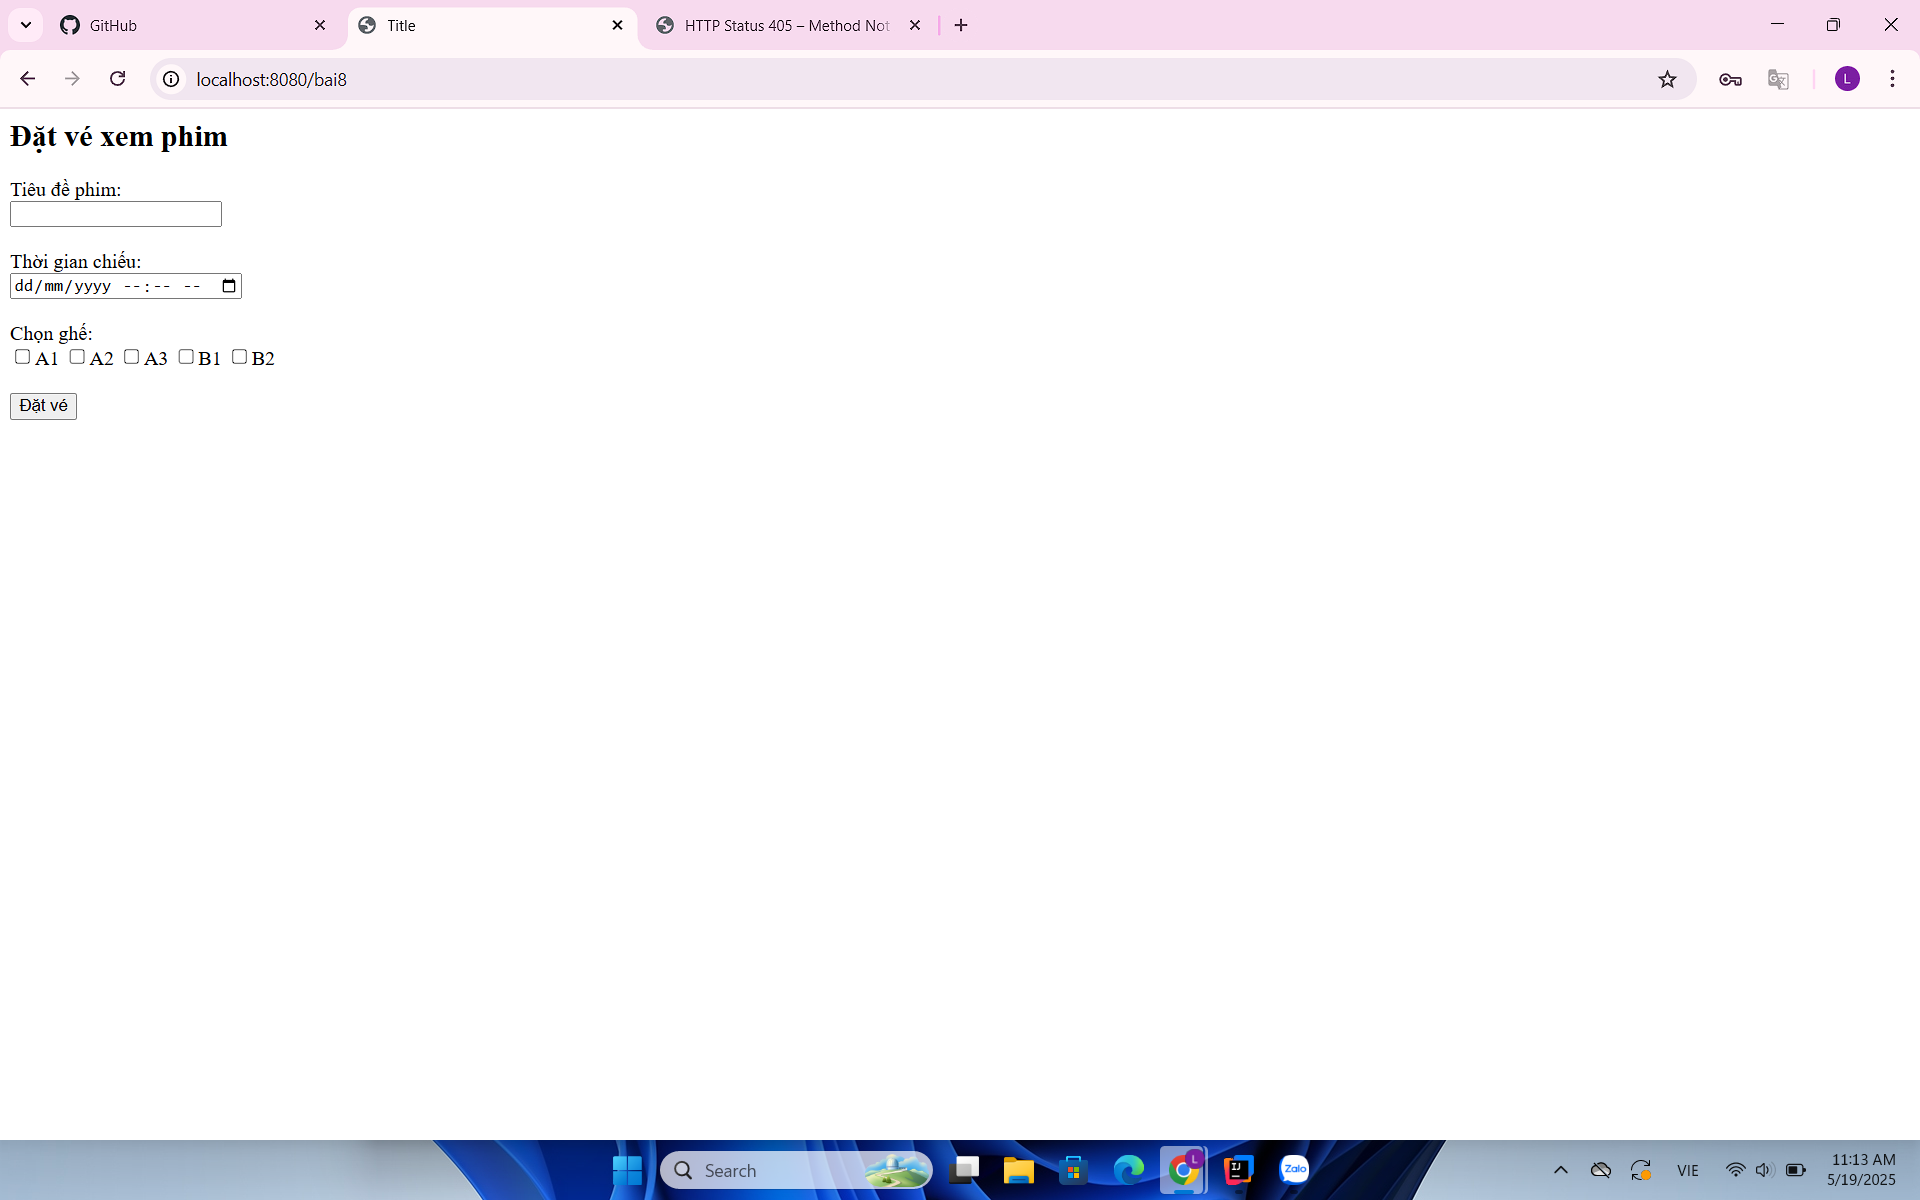 GitHub
Title
HTTP Status 405 – Method Not
localhost:8080/bai8
L
Đặt vé xem phim
Tiêu đề phim:
Thời gian chiếu:
dd/mm/yyyy --:-- --
Chọn ghế:
A1 A2 A3 B1 B2
Đặt vé
Search
L
IJ
Zalo
VIE
11:13 AM
5/19/2025